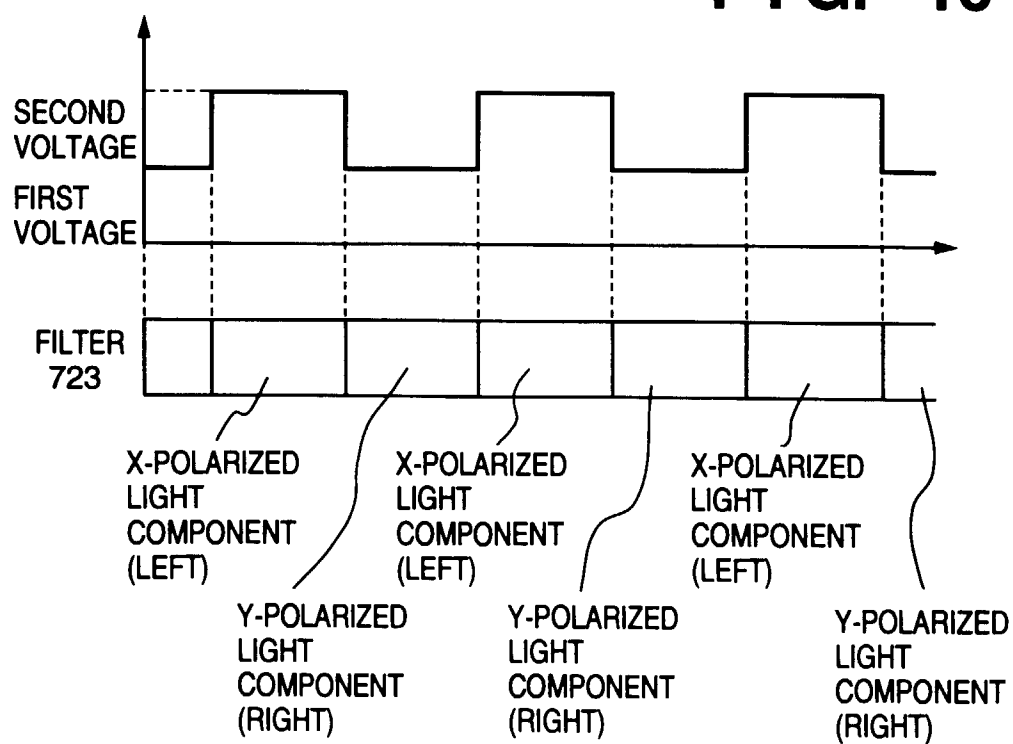 SECOND
VOLTAGE
FIRST
VOLTAGE
FILTER
723
X-POLARIZED
LIGHT
COMPONENT
(LEFT)
X-POLARIZED
LIGHT
COMPONENT
(LEFT)
X-POLARIZED
LIGHT
COMPONENT
(LEFT)
Y-POLARIZED
LIGHT
COMPONENT
(RIGHT)
Y-POLARIZED
LIGHT
COMPONENT
(RIGHT)
Y-POLARIZED
LIGHT
COMPONENT
(RIGHT)